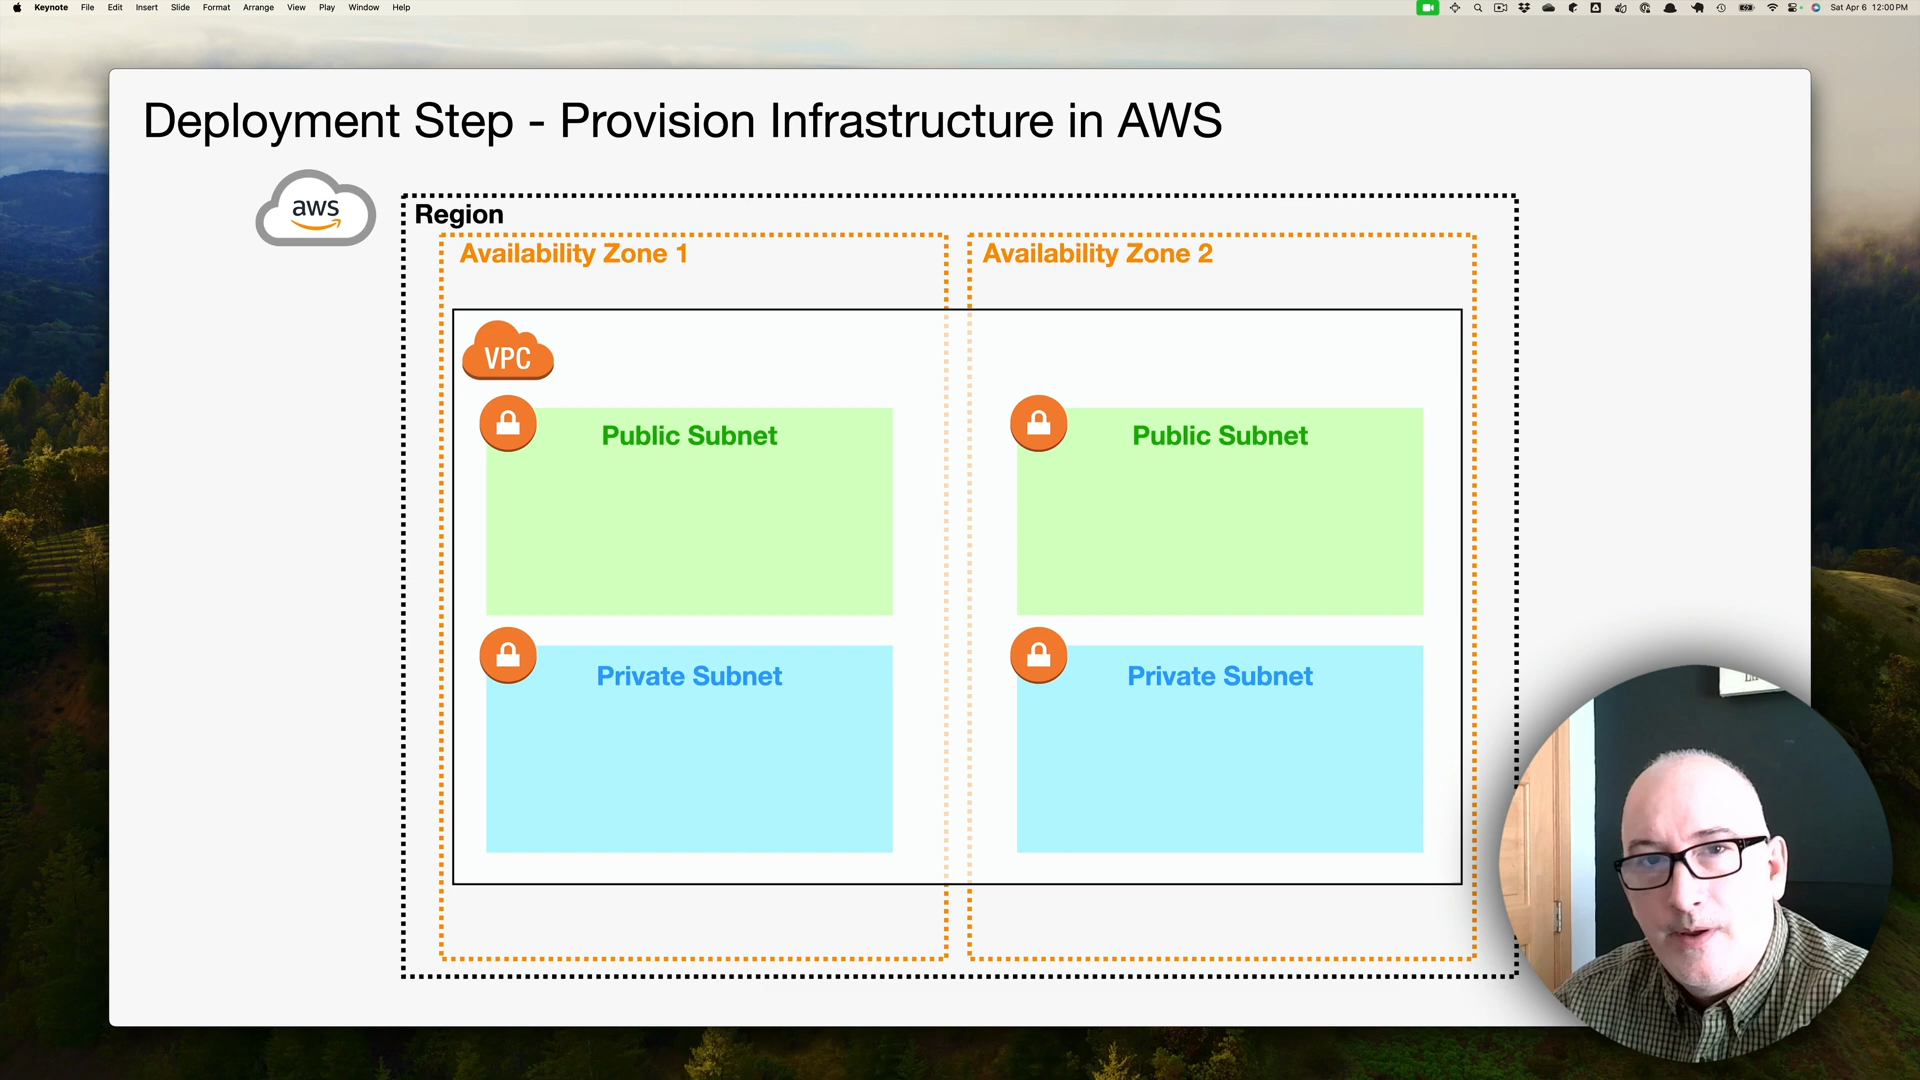 Keynote File Edit Insert Slide Format Arrange View Play Window Help Sat Apr 6 12:00 PM
Deployment Step - Provision Infrastructure in AWS
aws
Region
Availability Zone 1
Availability Zone 2
VPC
Public Subnet
Public Subnet
Private Subnet
Private Subnet